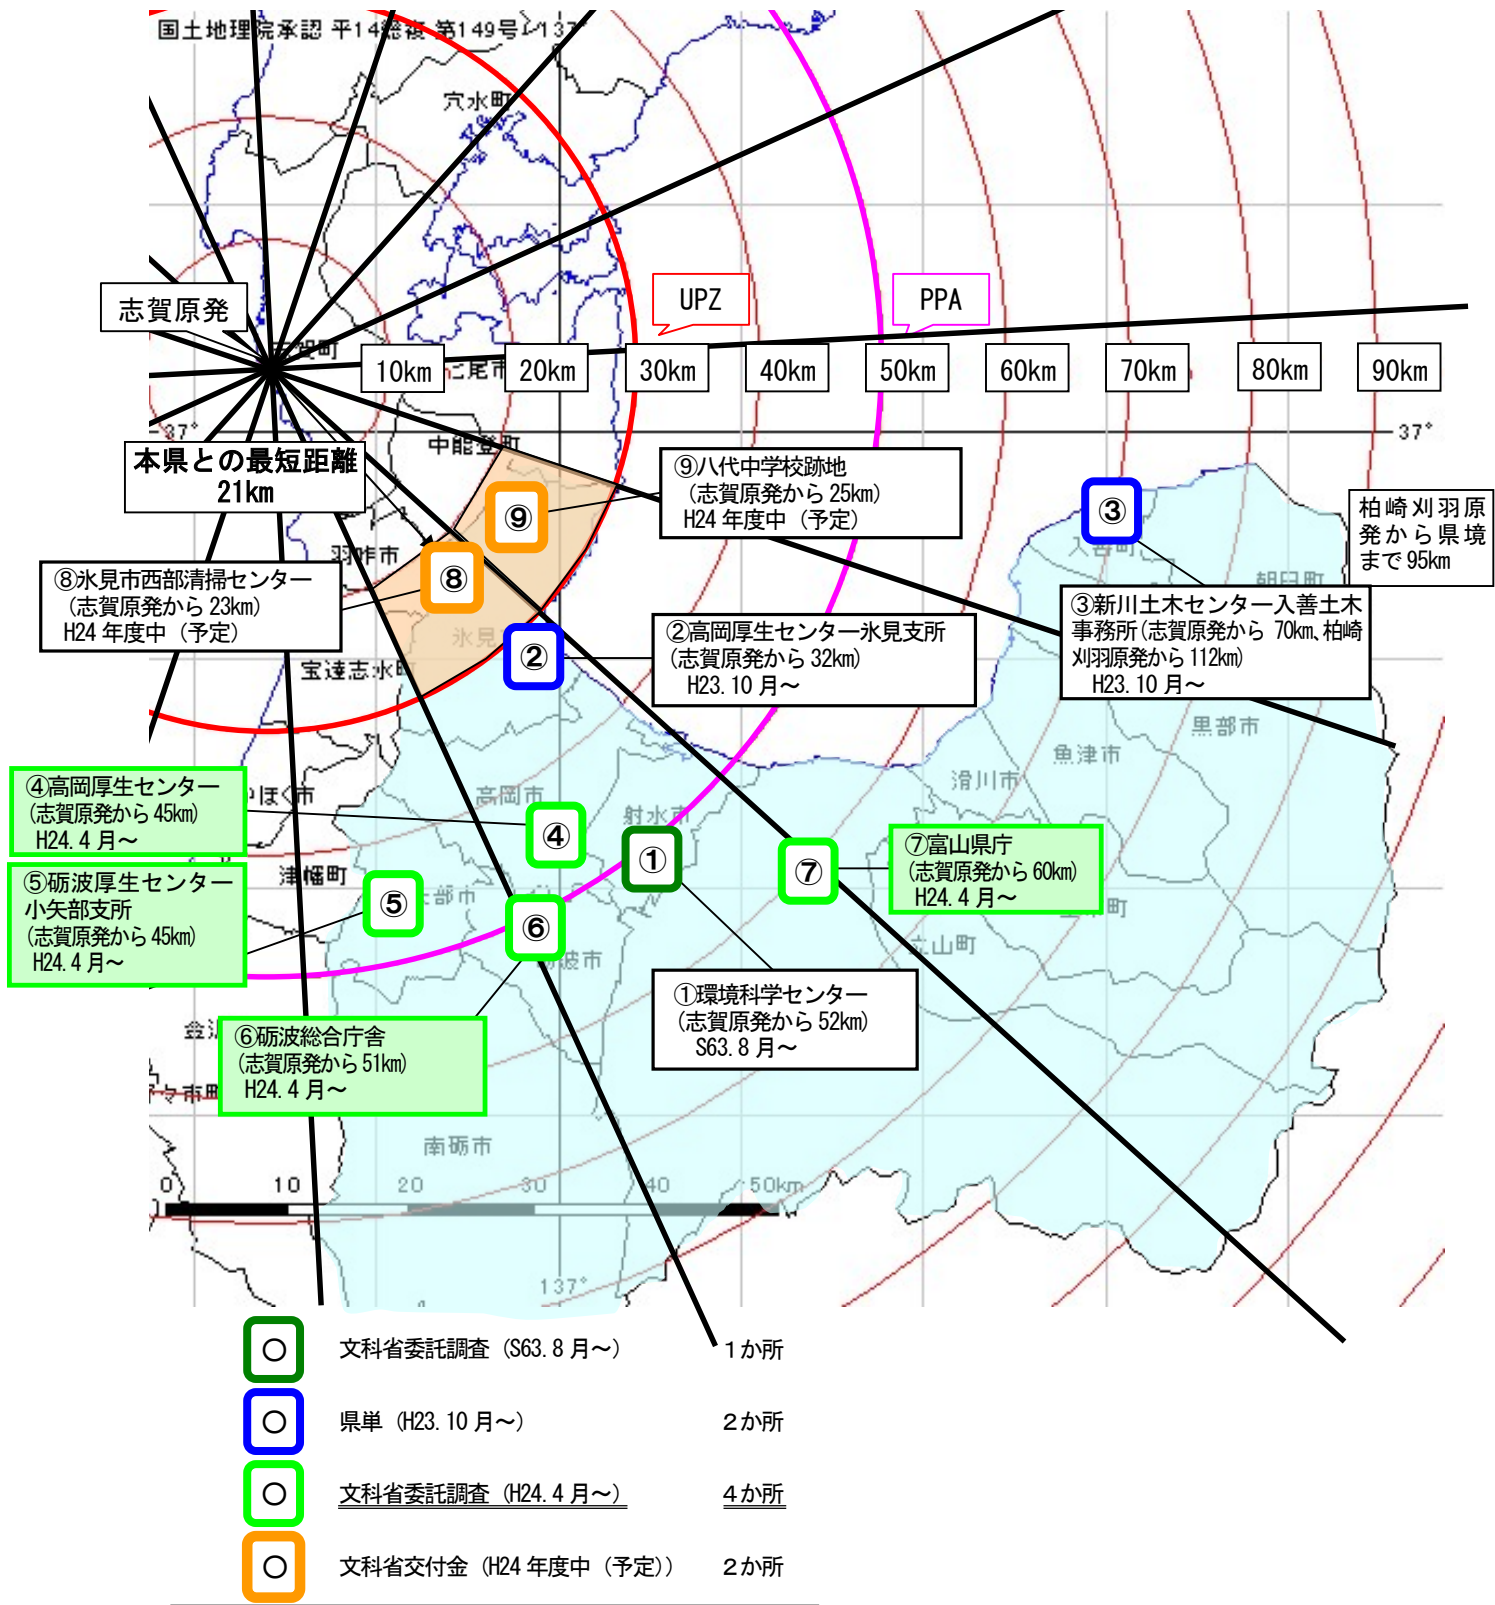 国土地理院承認 平14総複 第149号
137°
穴水町
志賀原発
UPZ
PPA
10km
20km
30km
40km
50km
60km
70km
80km
90km
七尾市
37°
37°
中能登町
本県との最短距離
21km
⑨八代中学校跡地
(志賀原発から25km)
H24年度中（予定）
⑨
③
柏崎刈羽原
発から県境
まで95km
羽咋市
入善町
朝日町
⑧
⑧氷見市西部清掃センター
(志賀原発から23km)
H24年度中（予定）
氷見市
②
②高岡厚生センター氷見支所
(志賀原発から32km)
H23.10月～
③新川土木センター入善土木
事務所(志賀原発から 70km、柏崎
刈羽原発から112km)
H23.10月～
宝達志水町
黒部市
魚津市
滑川市
④高岡厚生センター
(志賀原発から45km)
H24.4月～
かほく市
高岡市
射水市
④
①
⑦
⑦富山県庁
(志賀原発から60km)
H24.4月～
⑤砺波厚生センター
小矢部支所
(志賀原発から45km)
H24.4月～
津幡町
⑤
⑥
立山町
①環境科学センター
(志賀原発から52km)
S63.8月～
⑥砺波総合庁舎
(志賀原発から51km)
H24.4月～
南砺市
0 10 20 30 40 50km
137°
○ 文科省委託調査（S63.8月～） 1か所
○ 県単（H23.10月～） 2か所
○ 文科省委託調査（H24.4月～） 4か所
○ 文科省交付金（H24年度中（予定）） 2か所